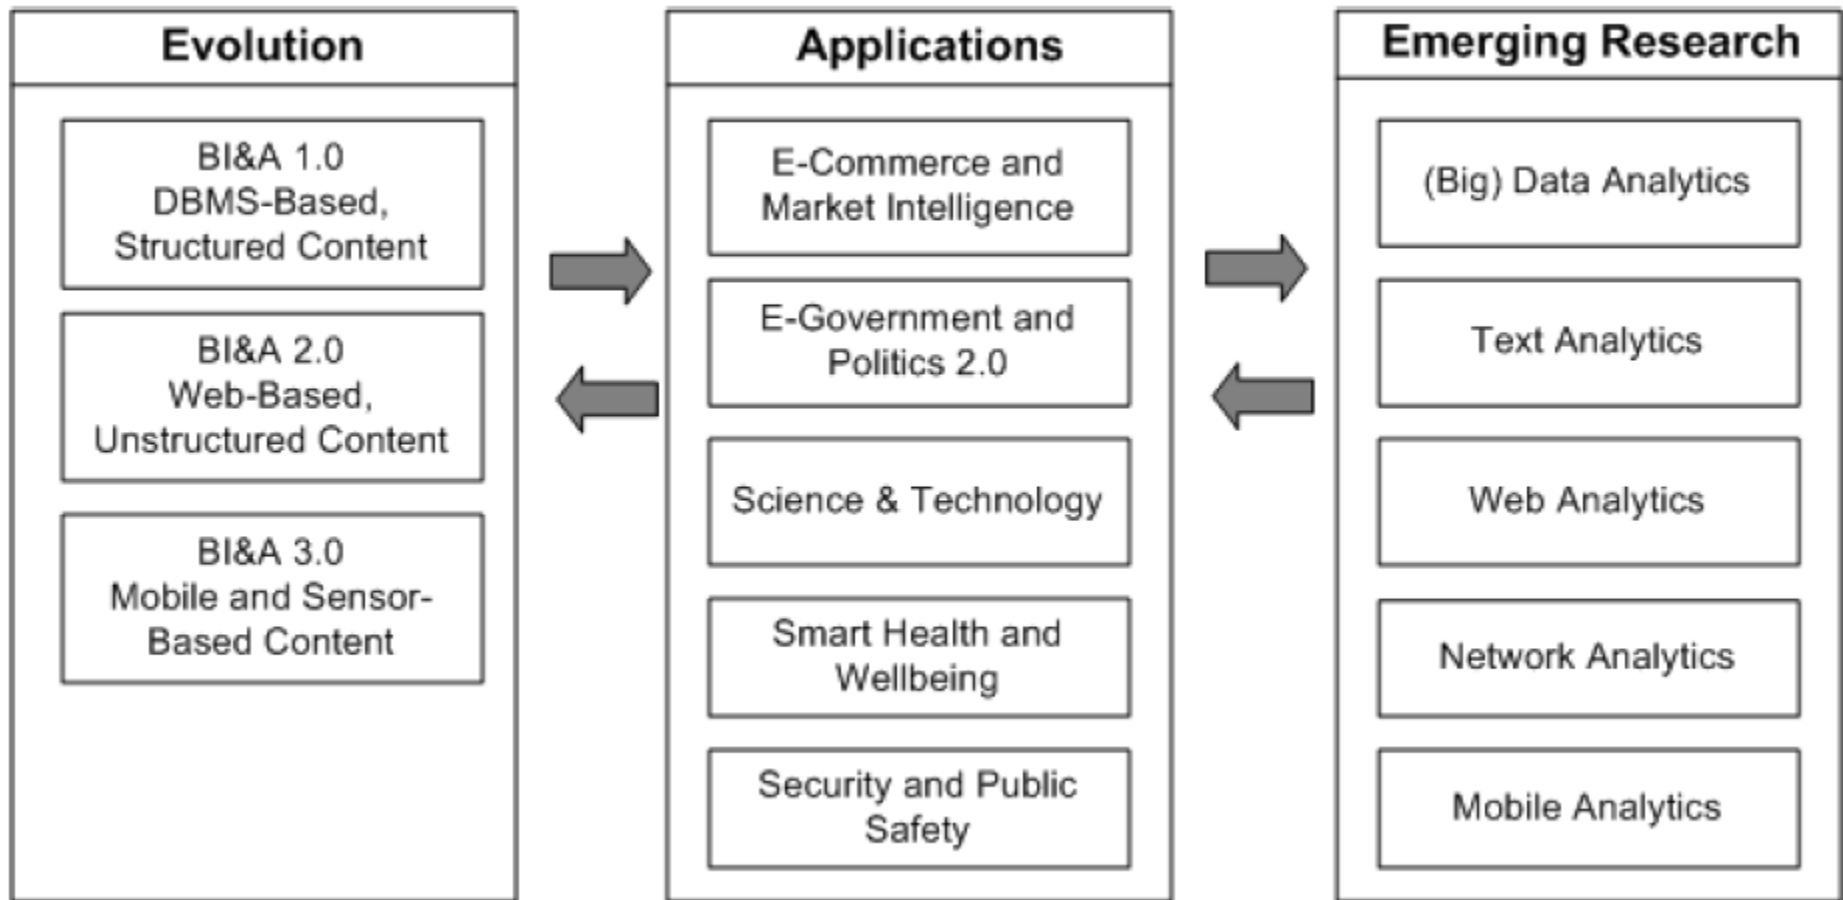 Evolution
BI&A 1.0
DBMS-Based,
Structured Content
BI&A 2.0
Web-Based,
Unstructured Content
BI&A 3.0
Mobile and Sensor-
Based Content
Applications
E-Commerce and
Market Intelligence
E-Government and
Politics 2.0
Science & Technology
Smart Health and
Wellbeing
Security and Public
Safety
Emerging Research
(Big) Data Analytics
Text Analytics
Web Analytics
Network Analytics
Mobile Analytics